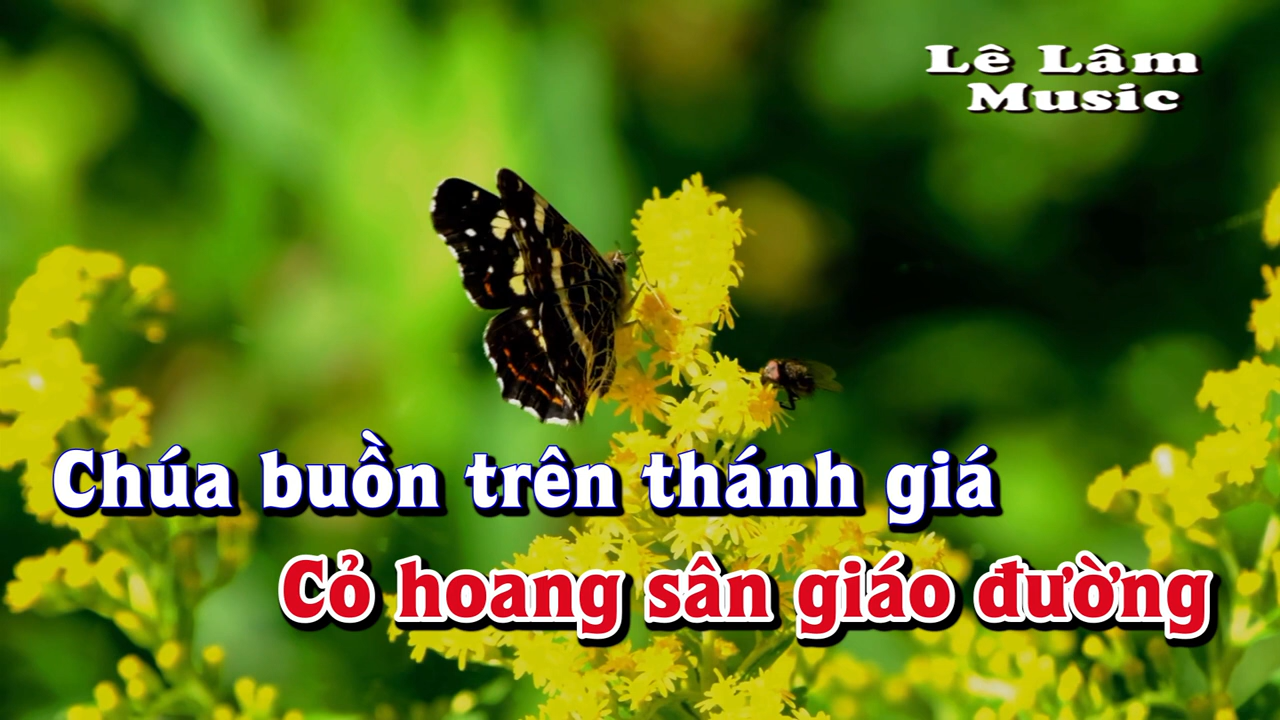 Lê Lâm
Music
Chúa buồn trên thánh giá
Cỏ hoang sân giáo đường